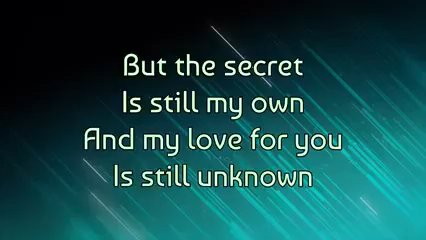 But the secret
Is still my own
And my love for you
Is still unknown